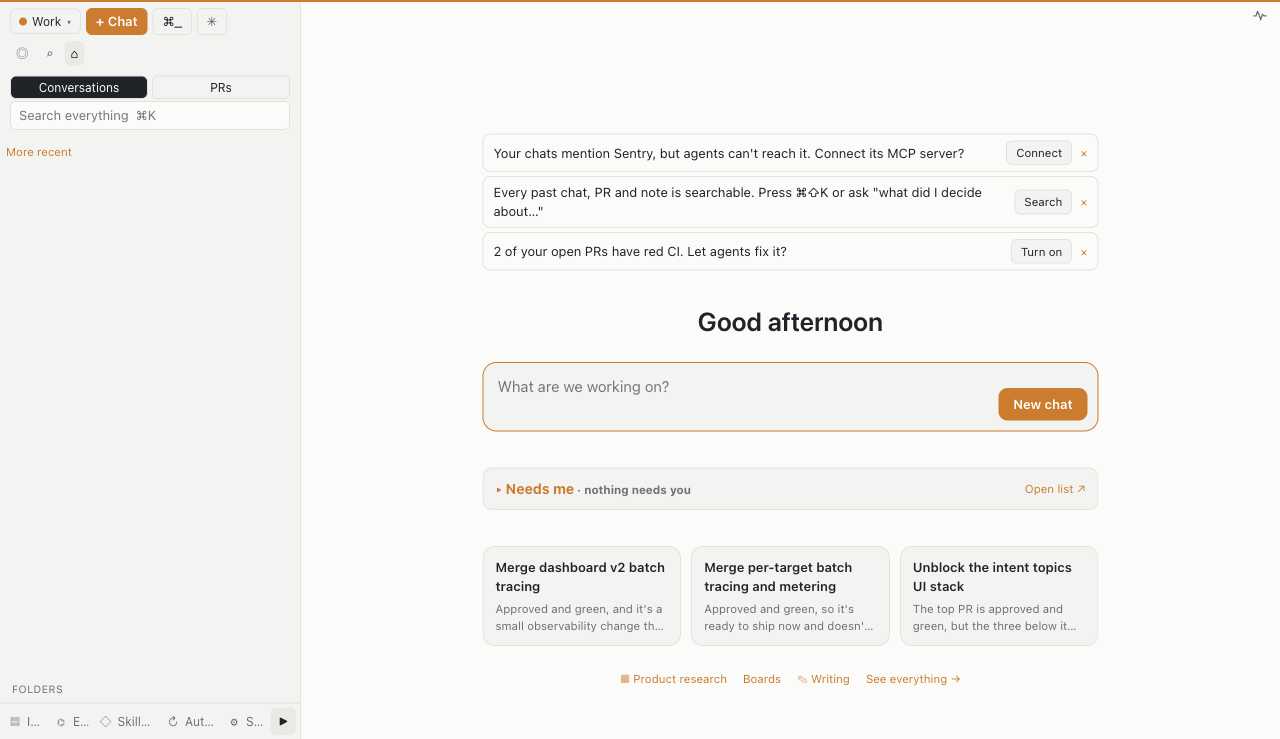 Work
+ Chat
⌘_
Conversations
PRs
Search everything ⌘K
More recent
FOLDERS
I...
E...
Skill...
Aut...
S...
Your chats mention Sentry, but agents can't reach it. Connect its MCP server?
Connect
×
Every past chat, PR and note is searchable. Press ⌘⇧K or ask "what did I decide
about..."
Search
×
2 of your open PRs have red CI. Let agents fix it?
Turn on
×
Good afternoon
What are we working on?
New chat
Needs me · nothing needs you
Open list ↗
Merge dashboard v2 batch
tracing
Approved and green, and it's a
small observability change th...
Merge per-target batch
tracing and metering
Approved and green, so it's
ready to ship now and doesn'...
Unblock the intent topics
UI stack
The top PR is approved and
green, but the three below it...
Product research
Boards
Writing
See everything →